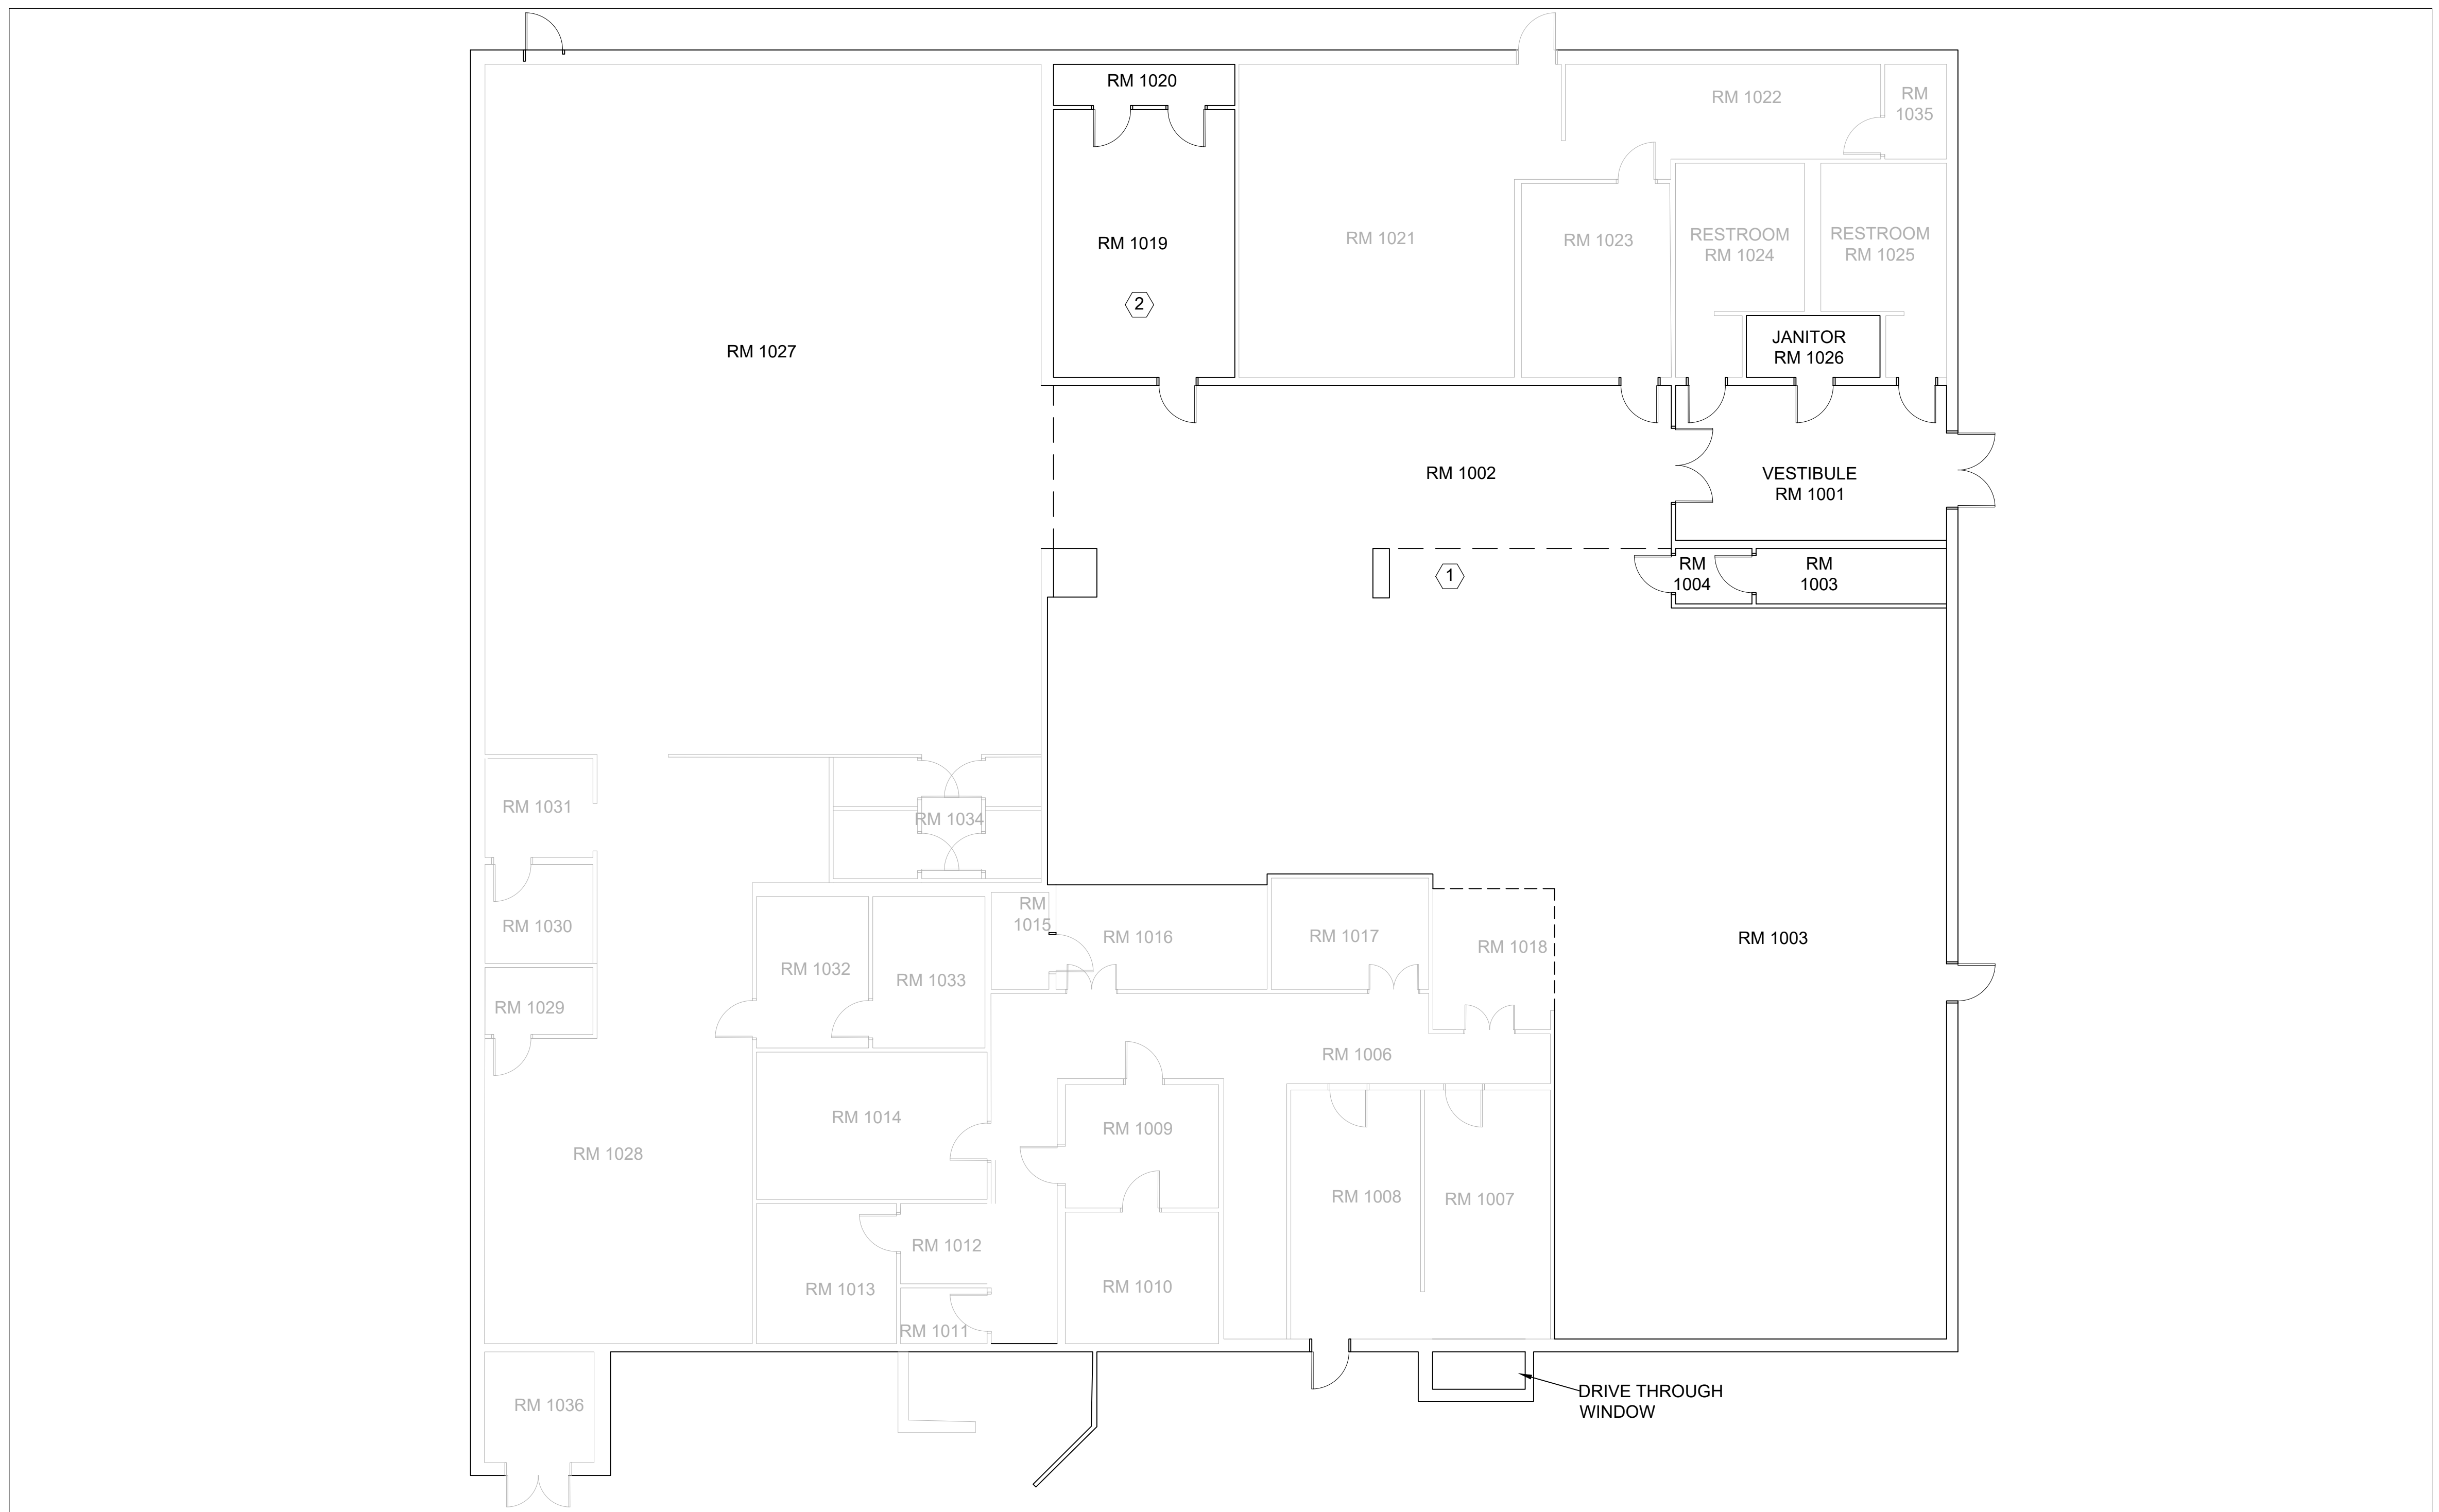 RM 1020
RM 1022
RM
1035
RM 1019
RM 1021
RM 1023
RESTROOM
RM 1024
RESTROOM
RM 1025
2
JANITOR
RM 1026
RM 1027
RM 1002
VESTIBULE
RM 1001
1
RM
1004
RM
1003
RM 1031
RM 1034
RM 1030
RM
1015
RM 1016
RM 1017
RM 1018
RM 1003
RM 1032
RM 1033
RM 1029
RM 1006
RM 1014
RM 1009
RM 1028
RM 1008
RM 1007
RM 1012
RM 1013
RM 1010
RM 1011
RM 1036
DRIVE THROUGH
WINDOW